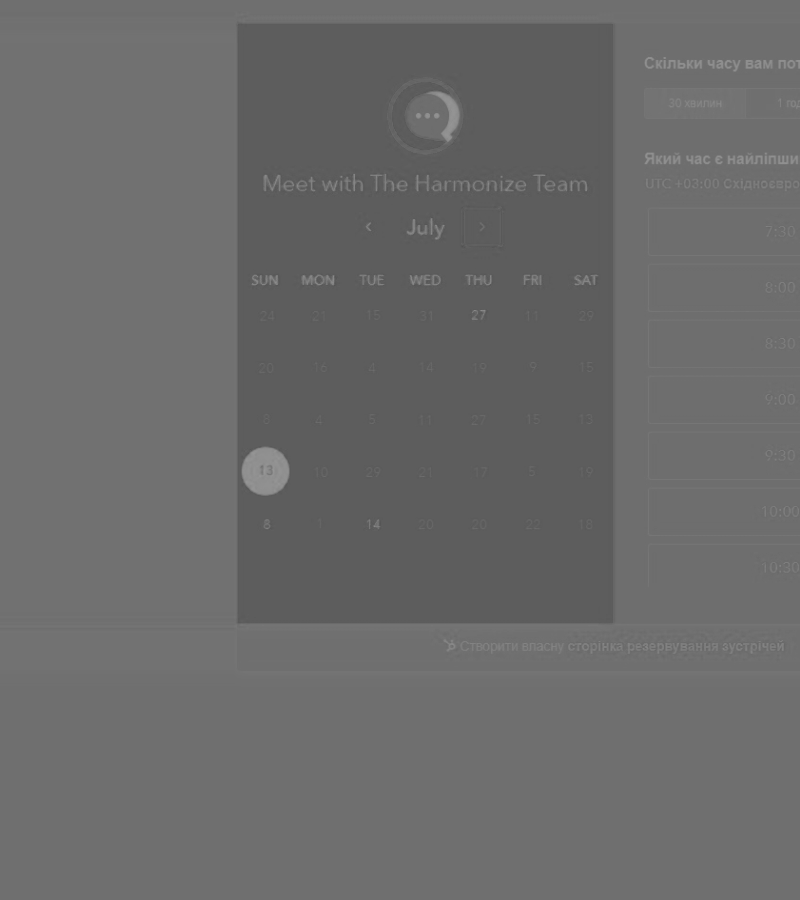 Meet with The Harmonize Team
July
SUN MON TUE WED THU FRI SAT
24 21 15 31 27 11 29
20 16 4 14 19 9 15
8 4 5 11 27 15 13
13 10 29 21 17 5 19
8 1 14 20 20 22 18
Скільки часу вам пот
30 хвилин 1 год
Який час є найліпши
UTC +03:00 Східноєвро
7:30
8:00
8:30
9:00
9:30
10:00
10:30
Створити власну сторінка резервування зустрічей